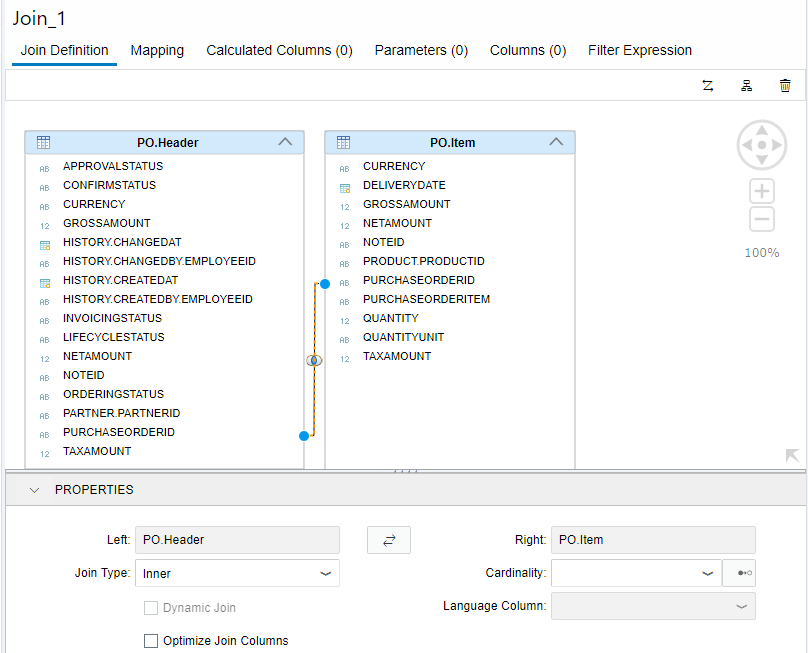 Join_1
Join Definition Mapping Calculated Columns (0) Parameters (0) Columns (0) Filter Expression
PO.Header
AB APPROVALSTATUS
AB CONFIRMSTATUS
AB CURRENCY
12 GROSSAMOUNT
HISTORY.CHANGEDAT
AB HISTORY.CHANGEDBY.EMPLOYEEID
HISTORY.CREATEDAT
AB HISTORY.CREATEDBY.EMPLOYEEID
AB INVOICINGSTATUS
AB LIFECYCLESTATUS
12 NETAMOUNT
AB NOTEID
AB ORDERINGSTATUS
AB PARTNER.PARTNERID
AB PURCHASEORDERID
12 TAXAMOUNT
PO.Item
AB CURRENCY
DELIVERYDATE
12 GROSSAMOUNT
12 NETAMOUNT
AB NOTEID
AB PRODUCT.PRODUCTID
AB PURCHASEORDERID
AB PURCHASEORDERITEM
12 QUANTITY
AB QUANTITYUNIT
12 TAXAMOUNT
100%
PROPERTIES
Left: PO.Header Right: PO.Item
Join Type: Inner Cardinality:
Dynamic Join Language Column:
Optimize Join Columns